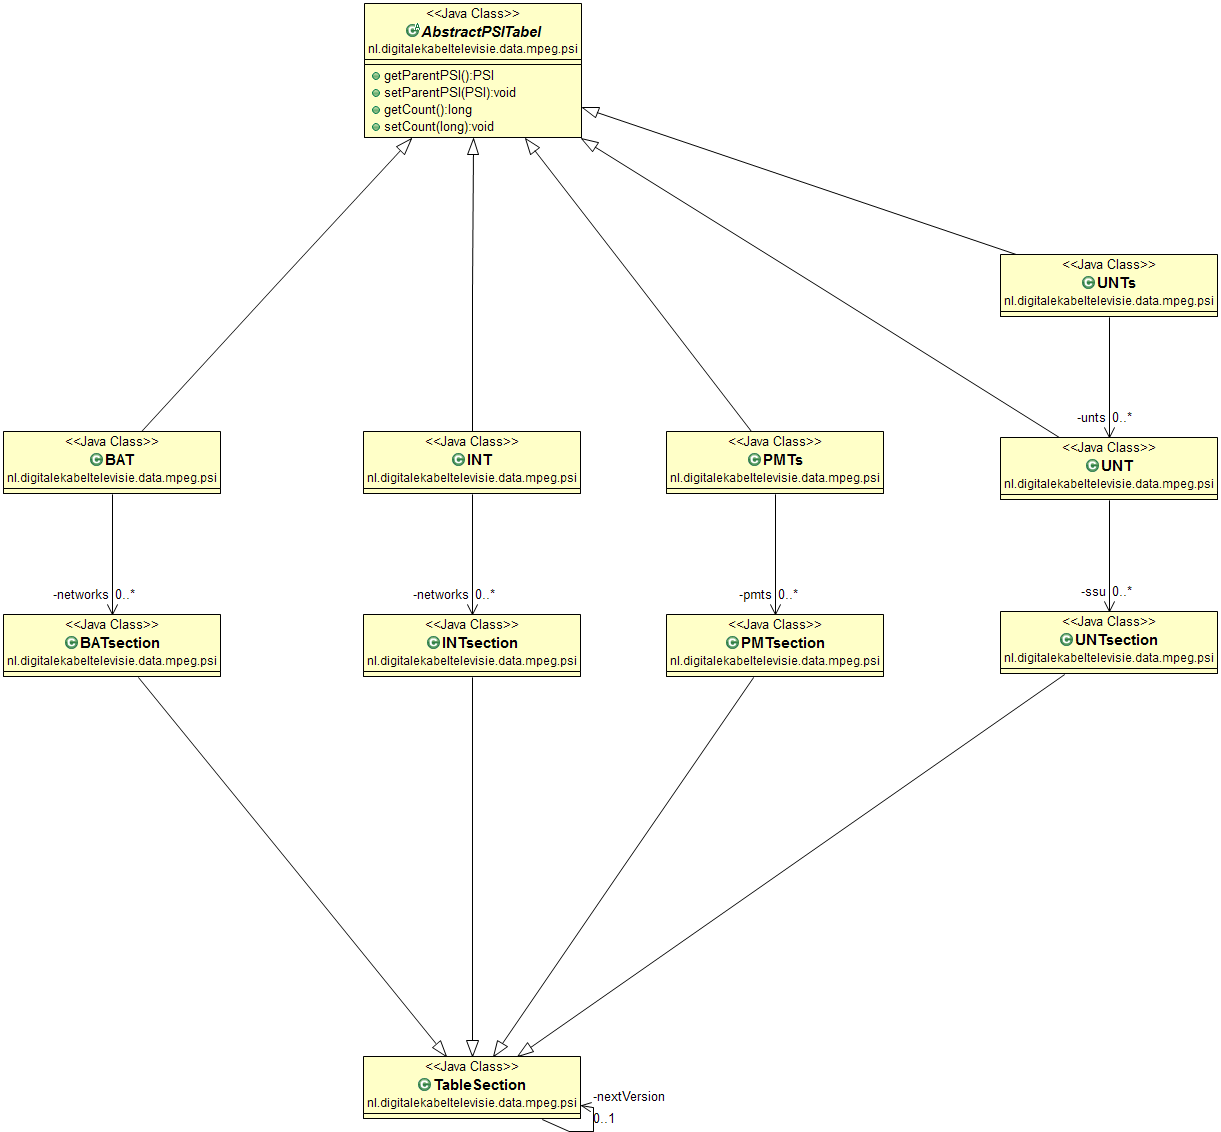 <<Java Class>>
AbstractPSITabel
nl.digitalekabeltelevisie.data.mpeg.psi
getParentPSI():PSI
setParentPSI(PSI):void
getCount():long
setCount(long):void
<<Java Class>>
UNTs
nl.digitalekabeltelevisie.data.mpeg.psi
-unts 0..*
<<Java Class>>
BAT
nl.digitalekabeltelevisie.data.mpeg.psi
<<Java Class>>
INT
nl.digitalekabeltelevisie.data.mpeg.psi
<<Java Class>>
PMTs
nl.digitalekabeltelevisie.data.mpeg.psi
<<Java Class>>
UNT
nl.digitalekabeltelevisie.data.mpeg.psi
-networks 0..*
-networks 0..*
-pmts 0..*
-ssu 0..*
<<Java Class>>
BATsection
nl.digitalekabeltelevisie.data.mpeg.psi
<<Java Class>>
INTsection
nl.digitalekabeltelevisie.data.mpeg.psi
<<Java Class>>
PMTsection
nl.digitalekabeltelevisie.data.mpeg.psi
<<Java Class>>
UNTsection
nl.digitalekabeltelevisie.data.mpeg.psi
<<Java Class>>
TableSection
nl.digitalekabeltelevisie.data.mpeg.psi
-nextVersion
0..1